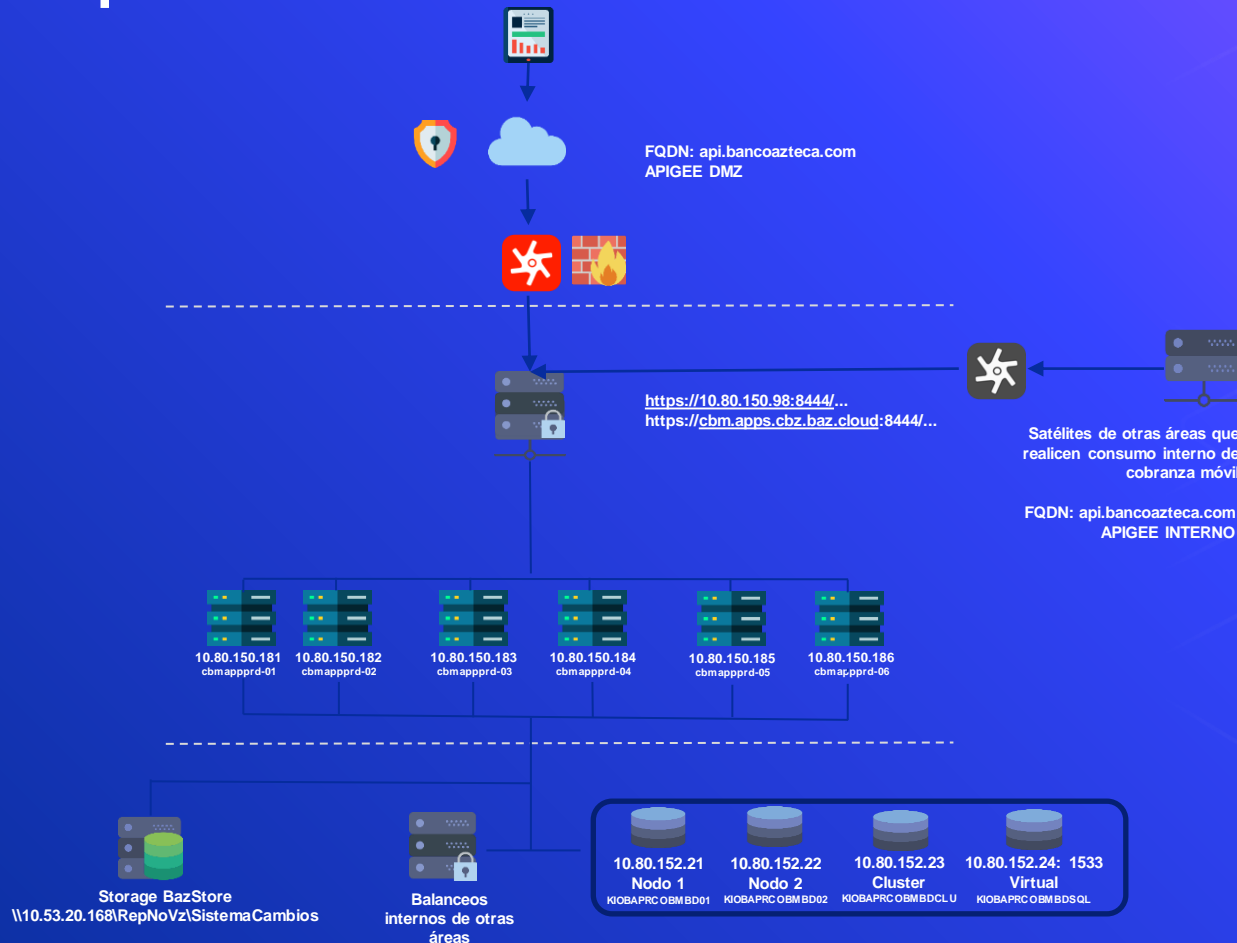 FQDN: api.bancoazteca.com
APIGEE DMZ
https://10.80.150.98:8444/...
https://cbm.apps.cbz.baz.cloud:8444/...
Satélites de otras áreas que
realicen consumo interno de
cobranza móvil
FQDN: api.bancoazteca.com
APIGEE INTERNO
10.80.150.181
cbmappprd-01
10.80.150.182
cbmappprd-02
10.80.150.183
cbmappprd-03
10.80.150.184
cbmappprd-04
10.80.150.185
cbmappprd-05
10.80.150.186
cbmappprd-06
Storage BazStore
\\10.53.20.168\RepNoVz\SistemaCambios
Balanceos
internos de otras
áreas
10.80.152.21
Nodo 1
KIOBAPRCOBMBD01
10.80.152.22
Nodo 2
KIOBAPRCOBMBD02
10.80.152.23
Cluster
KIOBAPRCOBMBDCLU
10.80.152.24: 1533
Virtual
KIOBAPRCOBMBDSQL